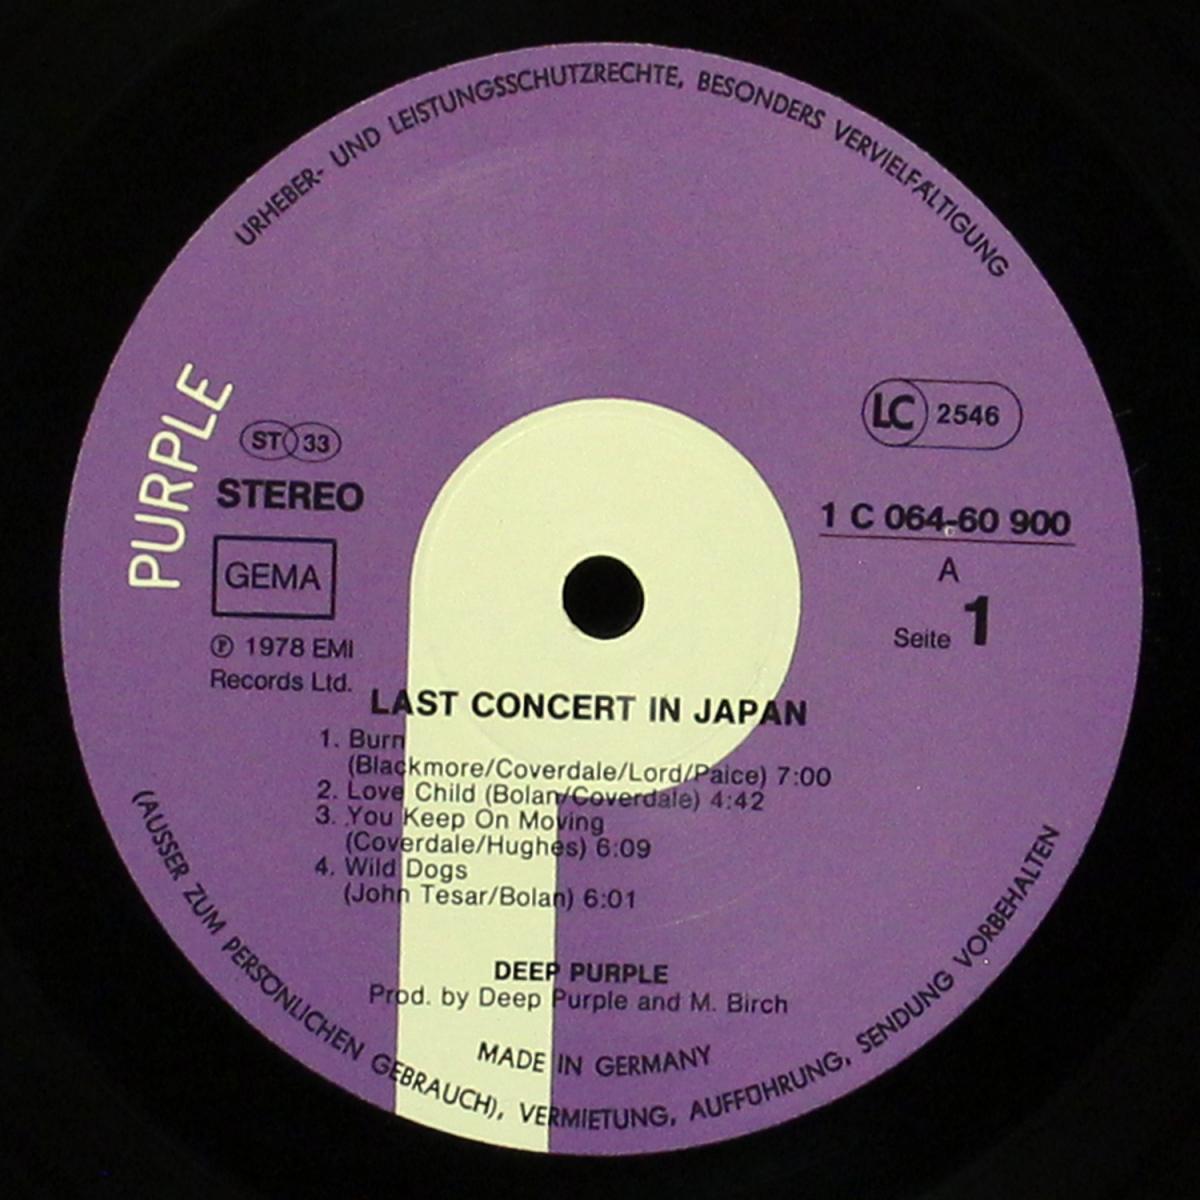 URHEBER- UND LEISTUNGSSCHUTZRECHTE, BESONDERS VERVIELFÄLTIGUNG
PURPLE
ST 33
STEREO
GEMA
Ⓟ 1978 EMI
Records Ltd.
LC 2546
1 C 064-60 900
A
Seite 1
LAST CONCERT IN JAPAN
1. Burn
(Blackmore/Coverdale/Lord/Paice) 7:00
2. Love Child (Bolan/Coverdale) 4:42
3. You Keep On Moving
(Coverdale/Hughes) 6:09
4. Wild Dogs
(John Tesar/Bolan) 6:01
DEEP PURPLE
Prod. by Deep Purple and M. Birch
MADE IN GERMANY
(AUSSER ZUM PERSÖNLICHEN GEBRAUCH), VERMIETUNG, AUFFÜHRUNG, SENDUNG VORBEHALTEN